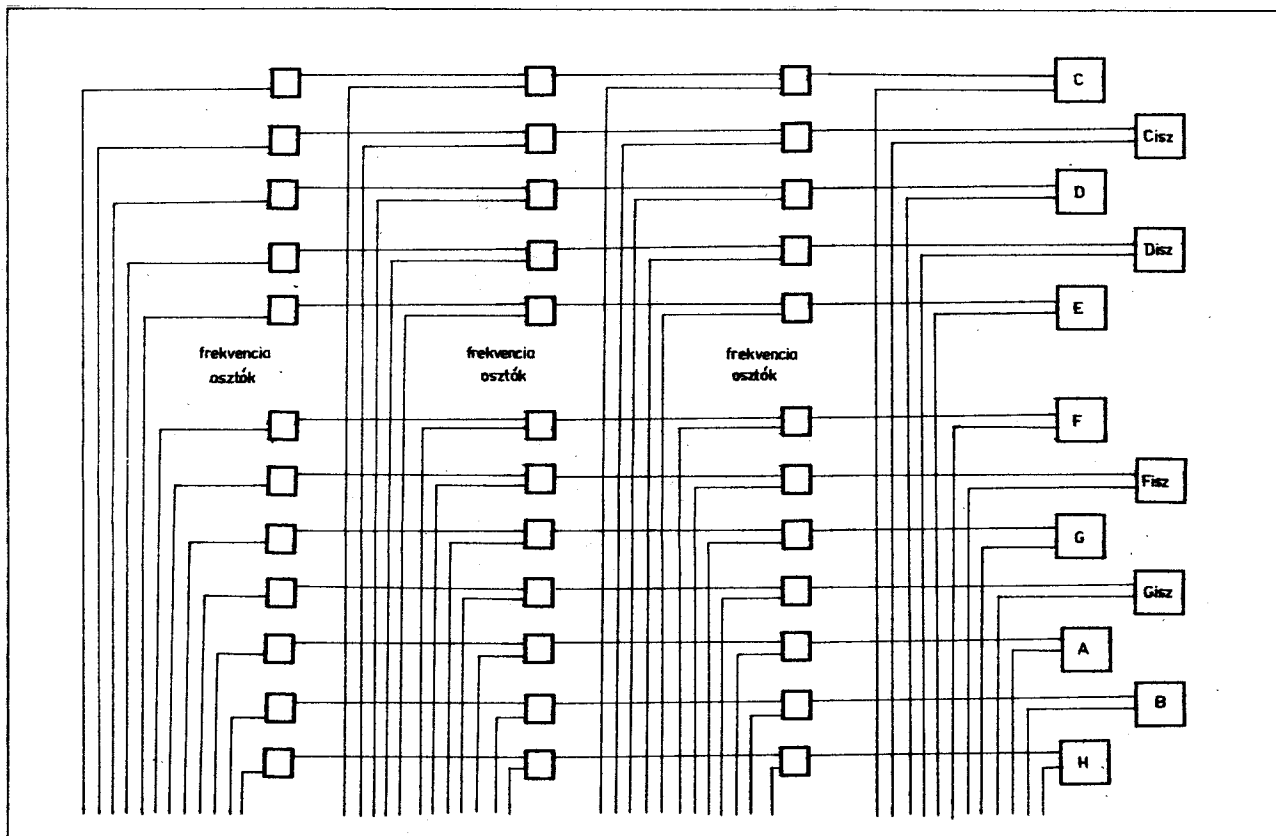 C
Cisz
D
Disz
E
frekvencia
osztók
frekvencia
osztók
frekvencia
osztók
F
Fisz
G
Gisz
A
B
H